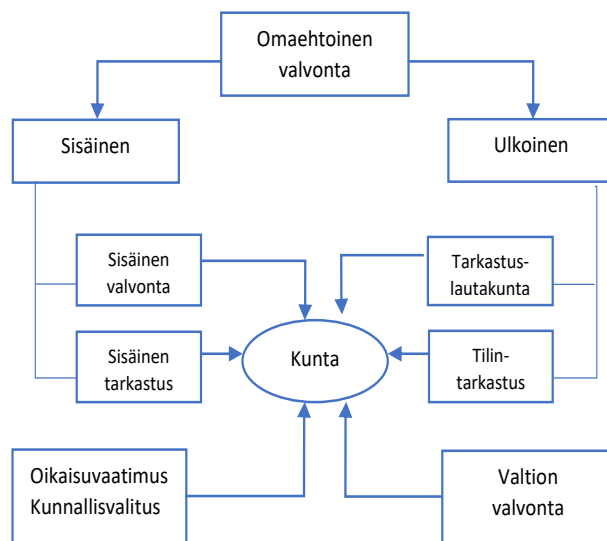 Omaehtoinen
valvonta
Sisäinen
Ulkoinen
Sisäinen
valvonta
Tarkastus-
lautakunta
Sisäinen
tarkastus
Kunta
Tilin-
tarkastus
Oikaisuvaatimus
Kunnallisvalitus
Valtion
valvonta